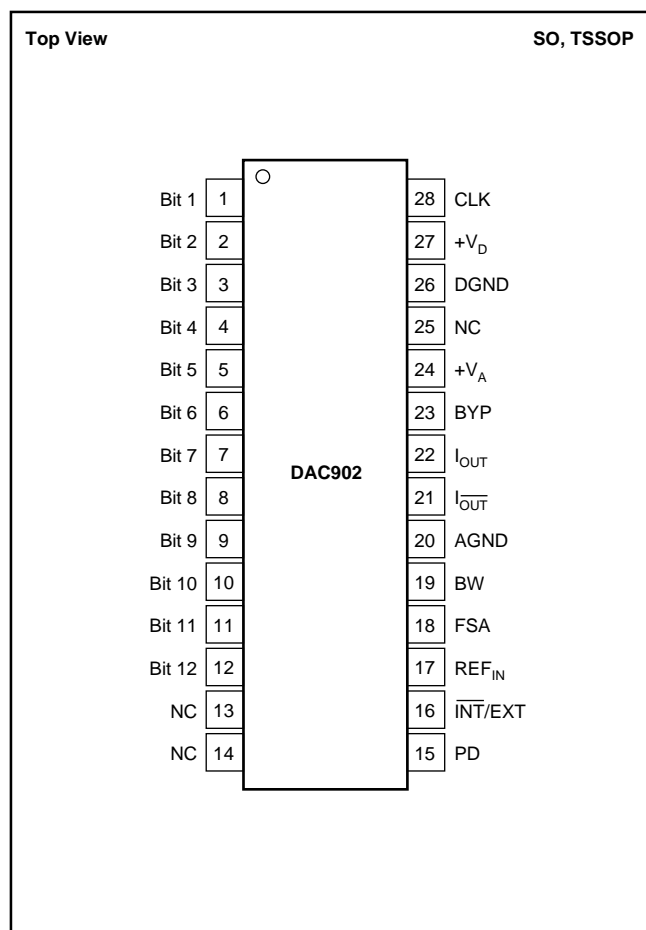 Top View SO, TSSOP
Bit 1 1 28 CLK
Bit 2 2 27 +V_D
Bit 3 3 26 DGND
Bit 4 4 25 NC
Bit 5 5 24 +V_A
Bit 6 6 23 BYP
Bit 7 7 22 I_OUT
DAC902
Bit 8 8 21 I_O̅U̅T̅
Bit 9 9 20 AGND
Bit 10 10 19 BW
Bit 11 11 18 FSA
Bit 12 12 17 REF_IN
NC 13 16 I̅N̅T̅/EXT
NC 14 15 PD